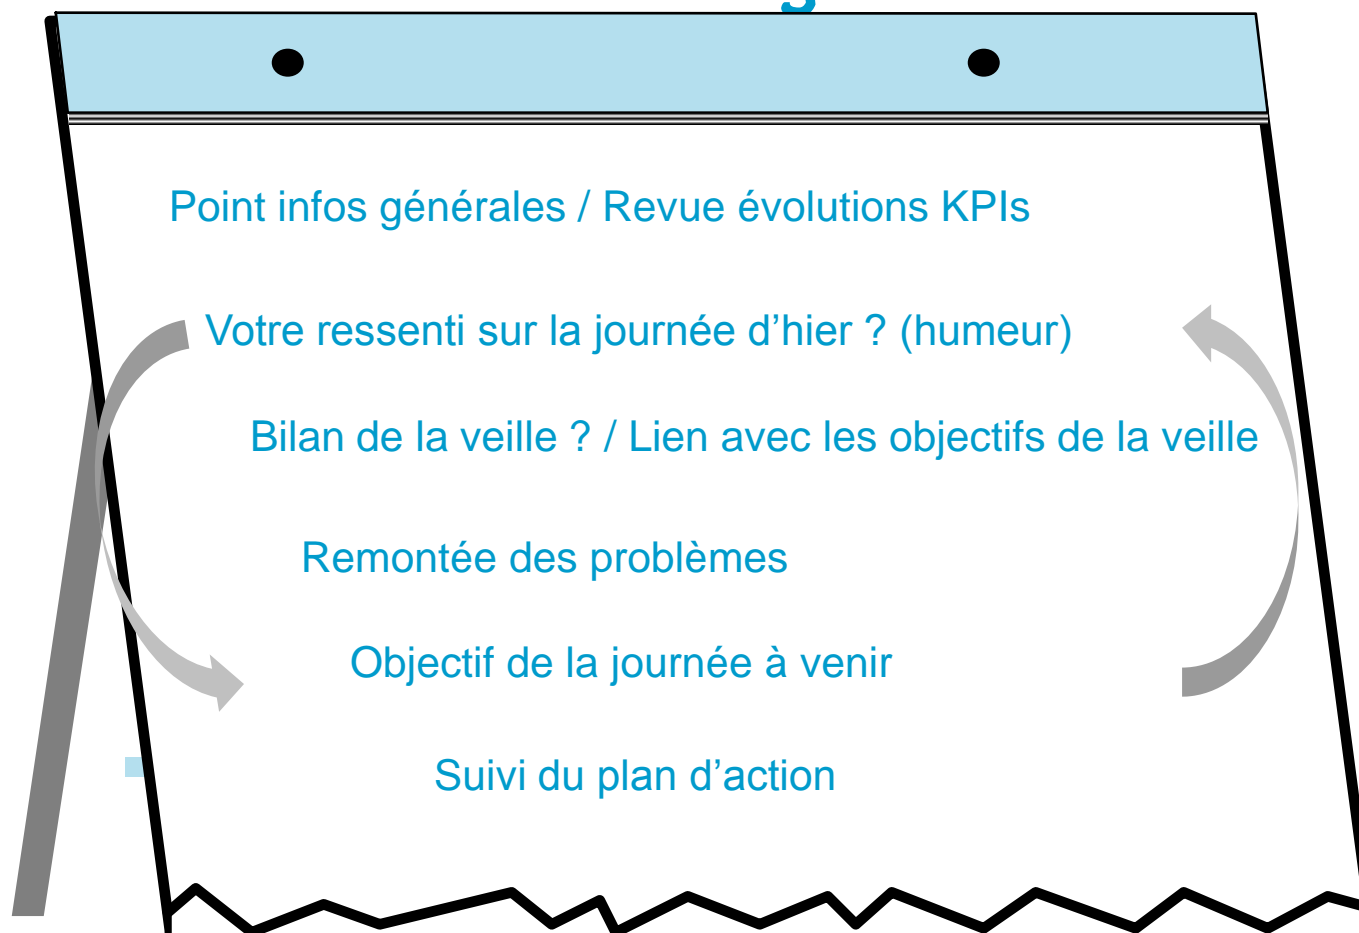 Point infos générales / Revue évolutions KPIs
Votre ressenti sur la journée d’hier ? (humeur)
Bilan de la veille ? / Lien avec les objectifs de la veille
Remontée des problèmes
Objectif de la journée à venir
Suivi du plan d’action